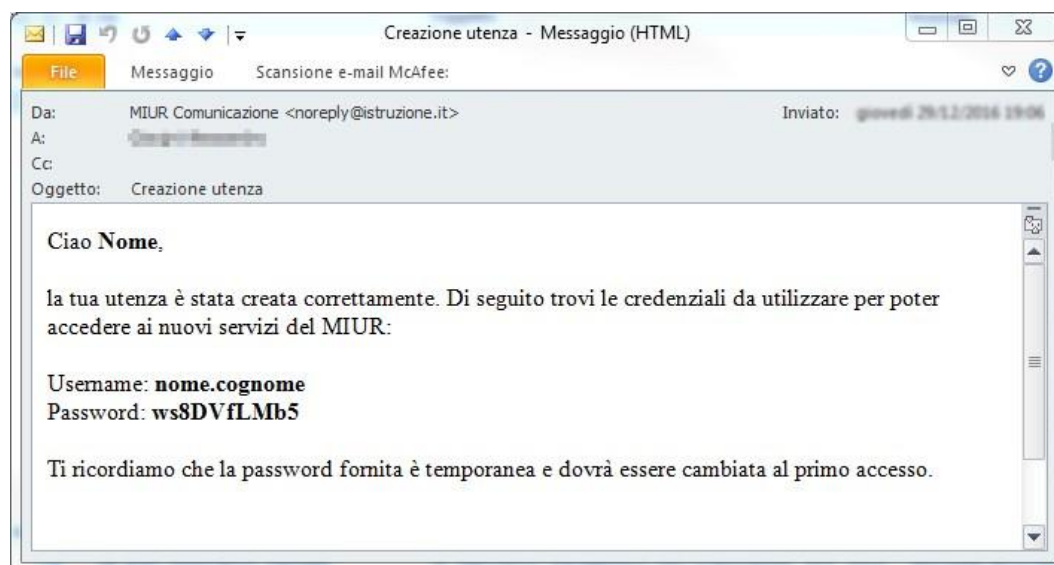 Creazione utenza - Messaggio (HTML)
File Messaggio Scansione e-mail McAfee:
Da: MIUR Comunicazione <noreply@istruzione.it> Inviato:
A:
Cc:
Oggetto: Creazione utenza
Ciao Nome,
la tua utenza è stata creata correttamente. Di seguito trovi le credenziali da utilizzare per poter
accedere ai nuovi servizi del MIUR:
Username: nome.cognome
Password: ws8DVfLMb5
Ti ricordiamo che la password fornita è temporanea e dovrà essere cambiata al primo accesso.